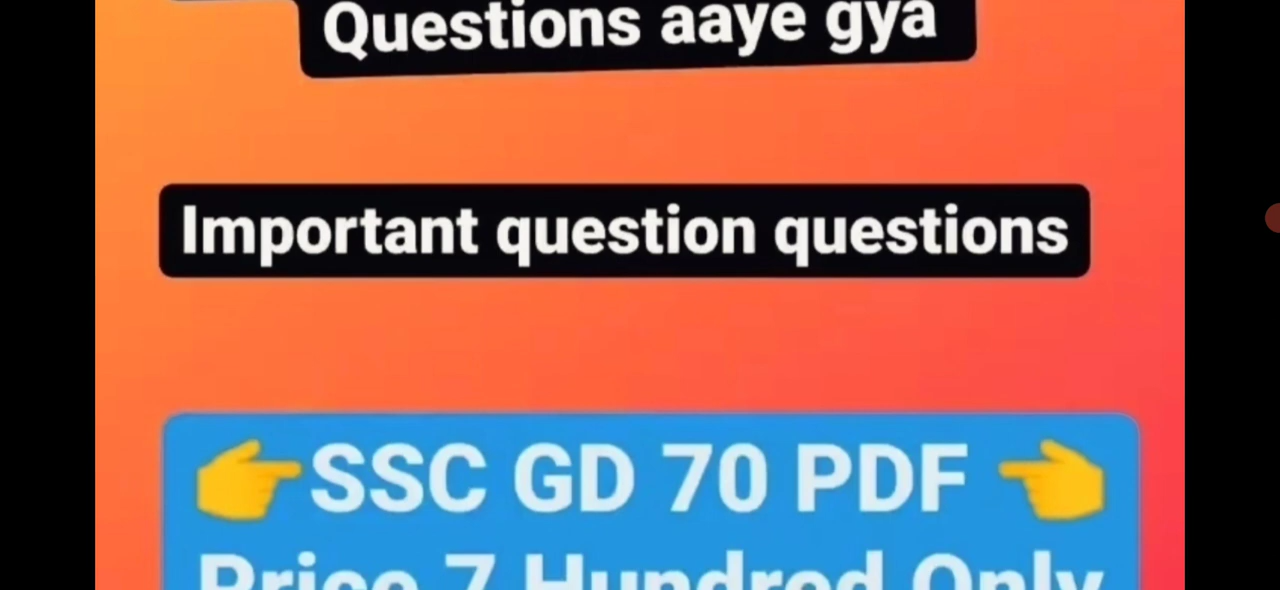 Questions aaye gya
Important question questions
👉SSC GD 70 PDF 👈
Price 7 Hundred Only